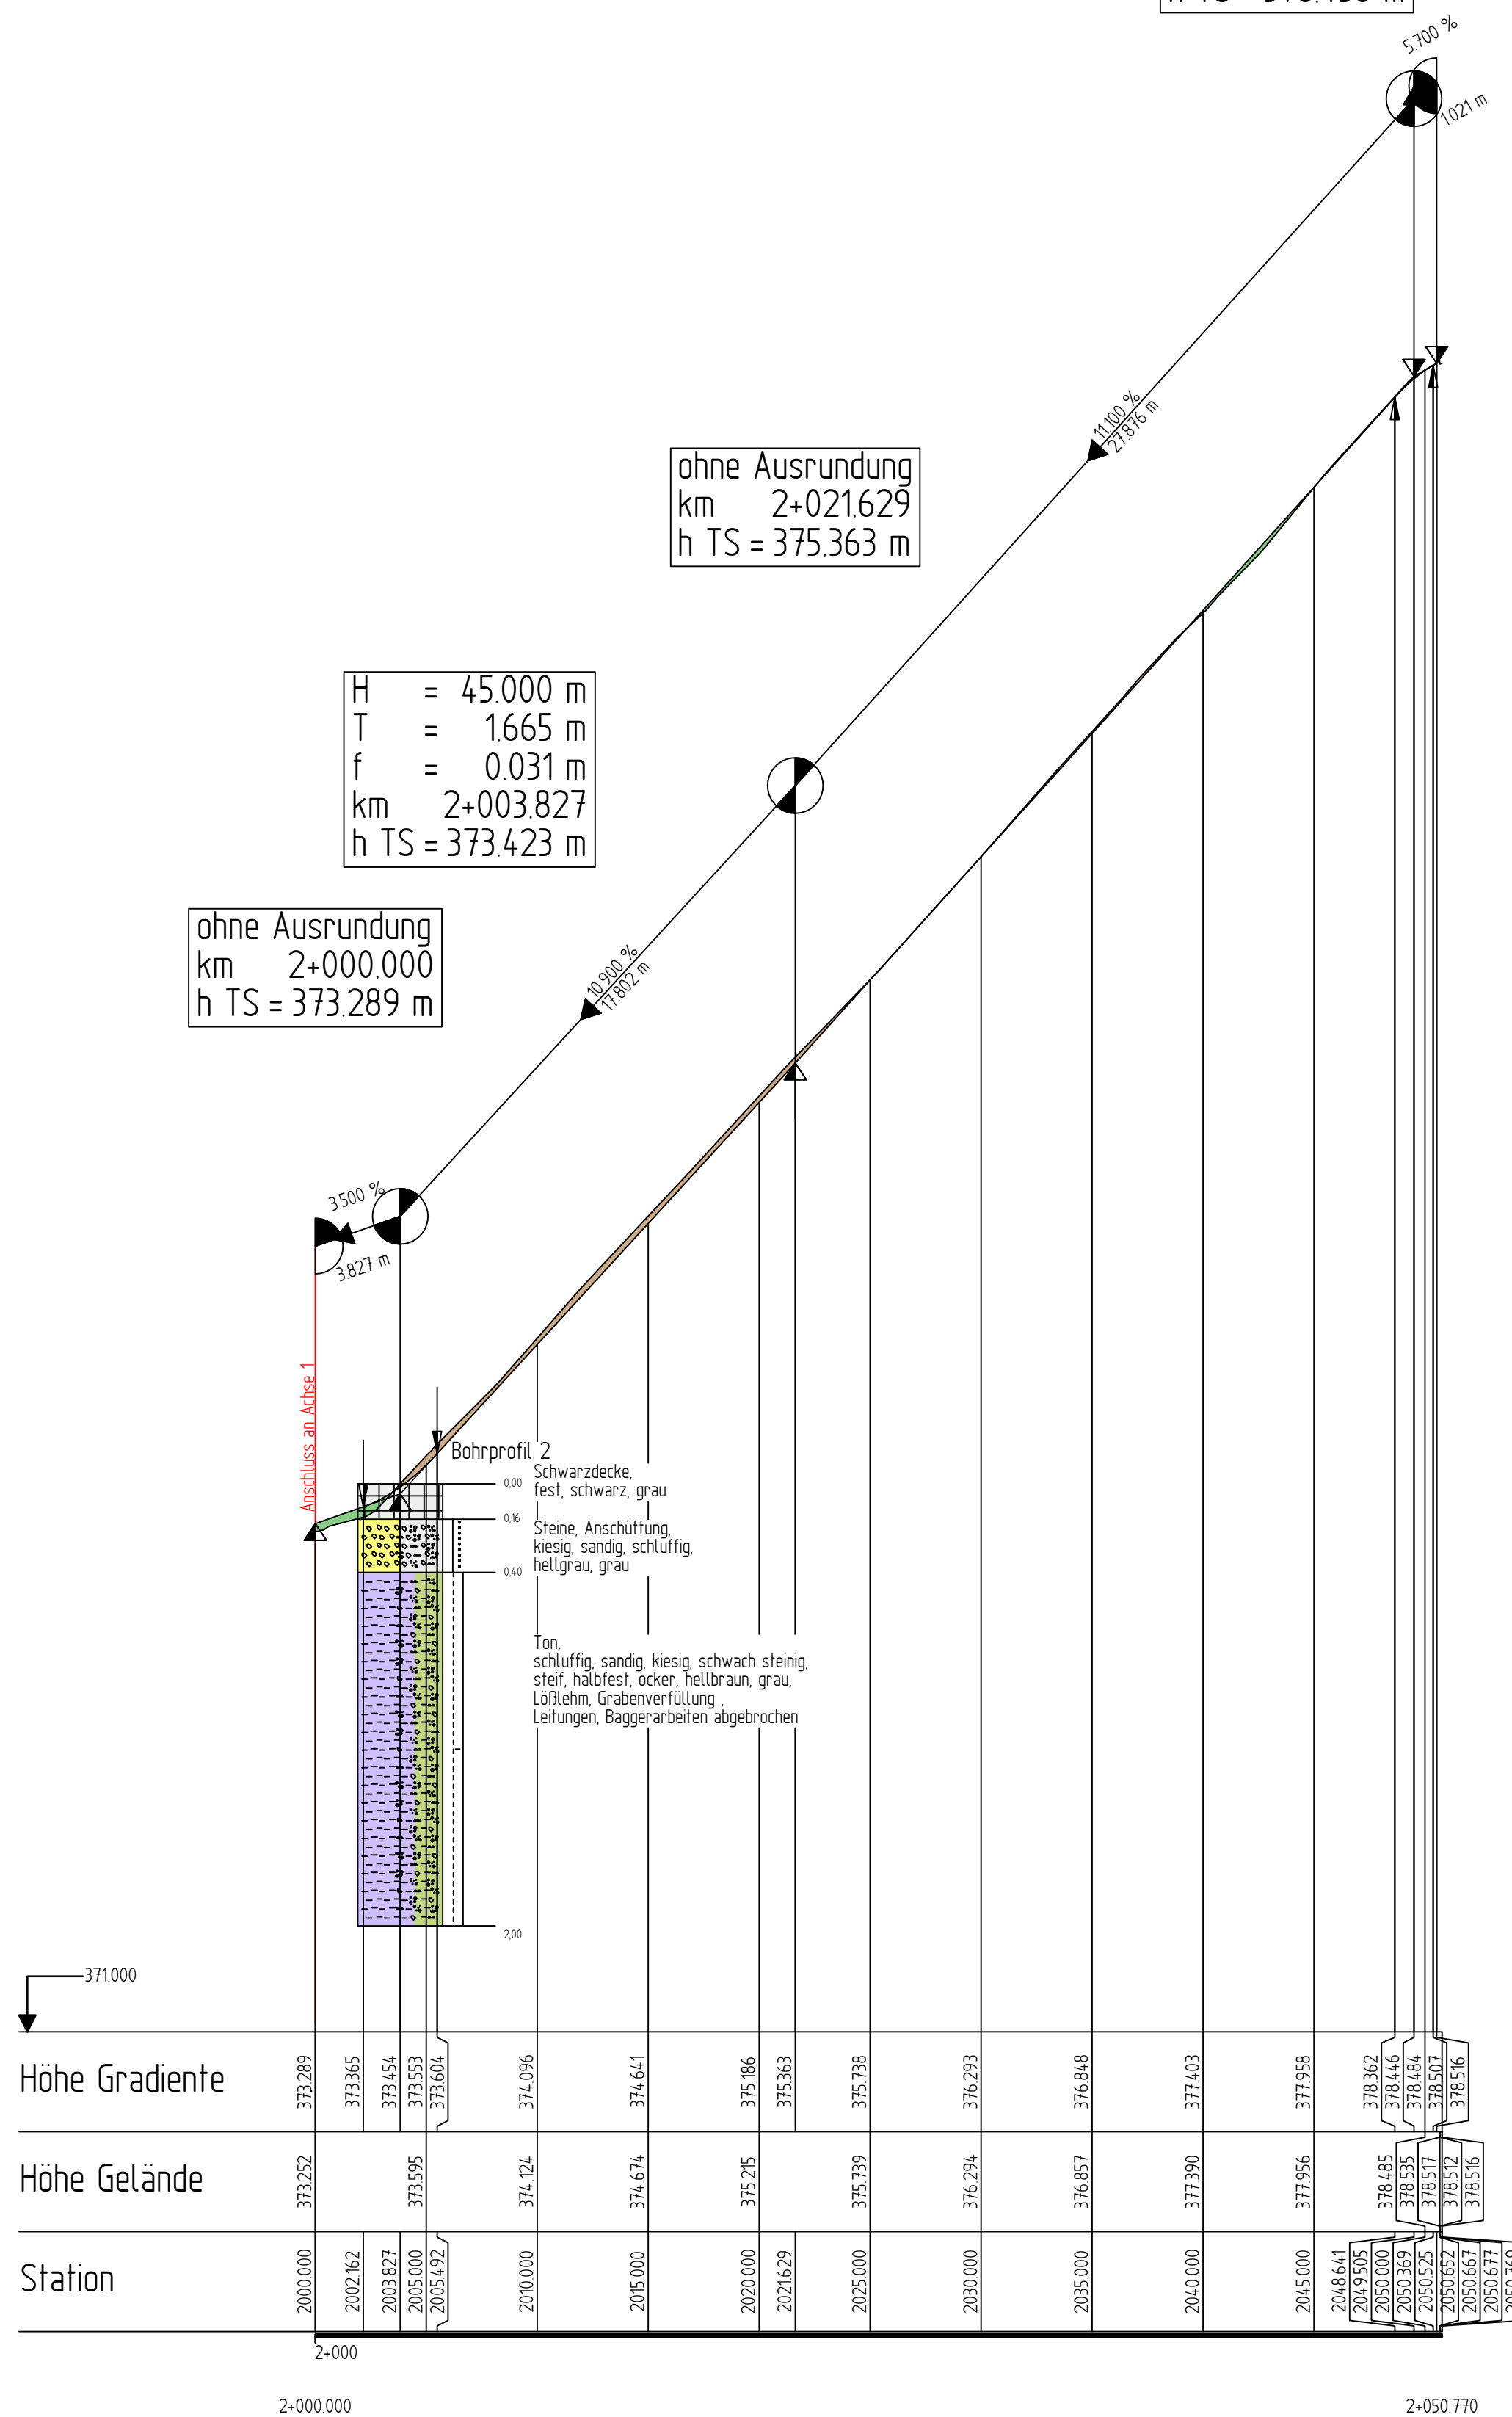 5.700 %
1.021 m
11.100 %
27.876 m
ohne Ausrundung
km 2+021.629
h TS = 375.363 m
H = 45.000 m
T = 1.665 m
f = 0.031 m
km 2+003.827
h TS = 373.423 m
ohne Ausrundung
km 2+000.000
h TS = 373.289 m
10.900 %
17.802 m
3.500 %
3.827 m
Anschluss an Achse 1
Bohrprofil 2
0,00
Schwarzdecke,
fest, schwarz, grau
0,16
Steine, Anschüttung,
kiesig, sandig, schluffig,
hellgrau, grau
0,40
Ton,
schluffig, sandig, kiesig, schwach steinig,
steif, halbfest, ocker, hellbraun, grau,
Lößlehm, Grabenverfüllung ,
Leitungen, Baggerarbeiten abgebrochen
2,00
371.000
Höhe Gradiente 373.289 373.365 373.454 373.553 373.604 374.096 374.641 375.186 375.363 375.738 376.293 376.848 377.403 377.958 378.362 378.446 378.484 378.507 378.516
Höhe Gelände 373.252 373.595 374.124 374.674 375.215 375.739 376.294 376.857 377.390 377.956 378.485 378.535 378.517 378.512 378.516
Station 2000.000 2002.162 2003.827 2005.000 2005.492 2010.000 2015.000 2020.000 2021.629 2025.000 2030.000 2035.000 2040.000 2045.000 2048.641 2049.505 2050.000 2050.369 2050.525 2050.652 2050.667 2050.677
2+000
2+000.000 2+050.770